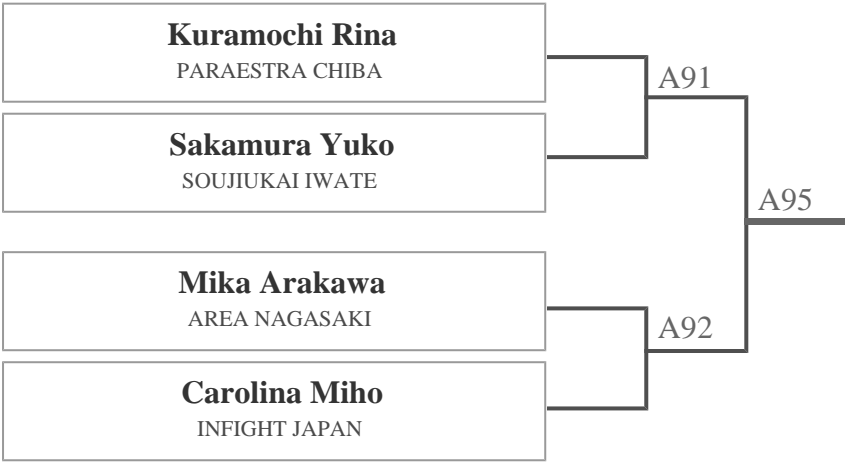 Kuramochi Rina
PARAESTRA CHIBA
A91
Sakamura Yuko
SOUJIUKAI IWATE
A95
Mika Arakawa
AREA NAGASAKI
A92
Carolina Miho
INFIGHT JAPAN